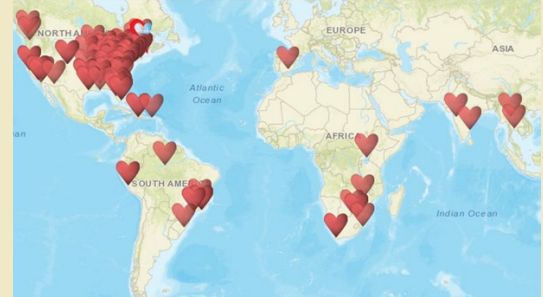 NORTH A
EUROPE
ASIA
Atlantic
Ocean
an
AFRIC
SOUTH AME
Indian Ocean